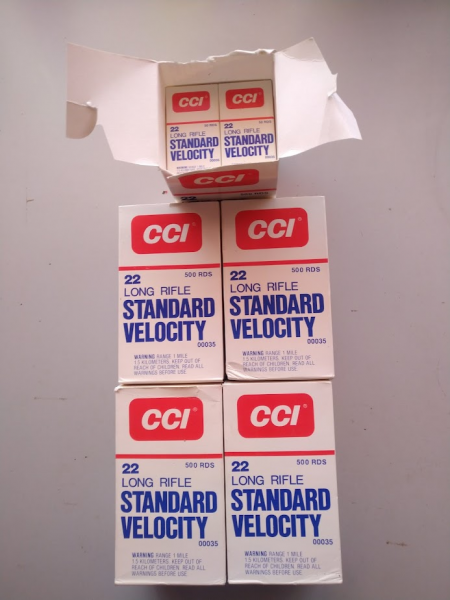 CCI CCI
50 RDS
22 22
LONG RIFLE LONG RIFLE
STANDARD STANDARD
VELOCITY VELOCITY
00035
CCI
22
CCI
500 RDS
22
LONG RIFLE
STANDARD
VELOCITY
00035
WARNING RANGE 1 MILE
1.5 KILOMETERS. KEEP OUT OF
REACH OF CHILDREN. READ ALL
WARNINGS BEFORE USE
CCI
500 RDS
22
LONG RIFLE
STANDARD
VELOCITY
00035
WARNING RANGE 1 MILE
1.5 KILOMETERS. KEEP OUT OF
REACH OF CHILDREN. READ ALL
WARNINGS BEFORE USE
CCI
500 RDS
22
LONG RIFLE
STANDARD
VELOCITY
00035
WARNING RANGE 1 MILE
1.5 KILOMETERS. KEEP OUT OF
REACH OF CHILDREN. READ ALL
WARNINGS BEFORE USE
CCI
500 RDS
22
LONG RIFLE
STANDARD
VELOCITY
00035
WARNING RANGE 1 MILE
1.5 KILOMETERS. KEEP OUT OF
REACH OF CHILDREN. READ ALL
WARNINGS BEFORE USE